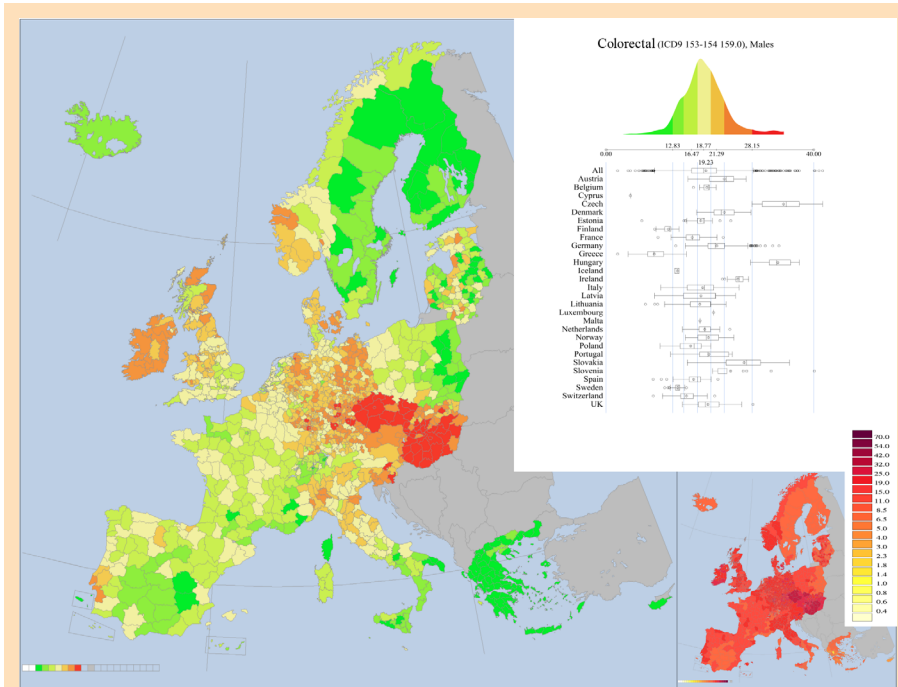 Colorectal (ICD9 153-154 159.0), Males
12.83 18.77 28.15
0.00 16.47 21.29 40.00
19.23
All
Austria
Belgium
Cyprus
Czech
Denmark
Estonia
Finland
France
Germany
Greece
Hungary
Iceland
Ireland
Italy
Latvia
Lithuania
Luxembourg
Malta
Netherlands
Norway
Poland
Portugal
Slovakia
Slovenia
Spain
Sweden
Switzerland
UK
70.0
54.0
42.0
32.0
25.0
19.0
15.0
11.0
8.5
6.5
5.0
4.0
3.0
2.3
1.8
1.4
1.0
0.8
0.6
0.4